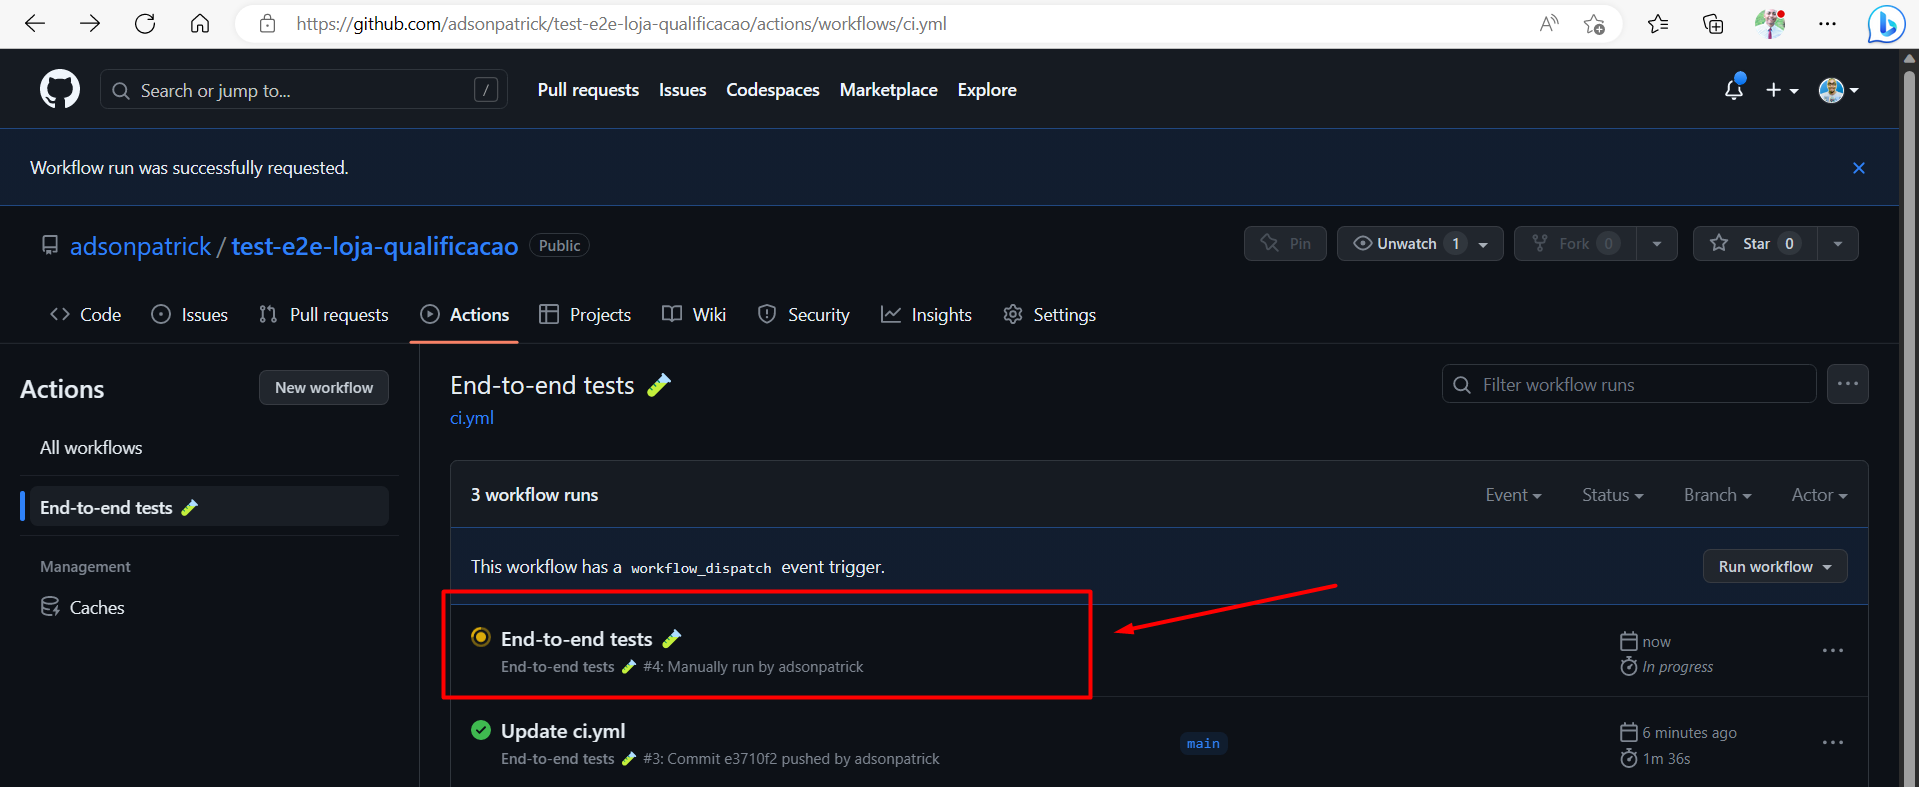 https://github.com/adsonpatrick/test-e2e-loja-qualificacao/actions/workflows/ci.yml
Search or jump to... /
Pull requests Issues Codespaces Marketplace Explore
Workflow run was successfully requested.
adsonpatrick / test-e2e-loja-qualificacao Public
Pin Unwatch 1 Fork 0 Star 0
Code Issues Pull requests Actions Projects Wiki Security Insights Settings
Actions New workflow
All workflows
End-to-end tests
Management
Caches
End-to-end tests
ci.yml
Filter workflow runs
3 workflow runs
Event Status Branch Actor
This workflow has a workflow_dispatch event trigger.
Run workflow
End-to-end tests
End-to-end tests #4: Manually run by adsonpatrick
now
In progress
Update ci.yml
End-to-end tests #3: Commit e3710f2 pushed by adsonpatrick
main
6 minutes ago
1m 36s